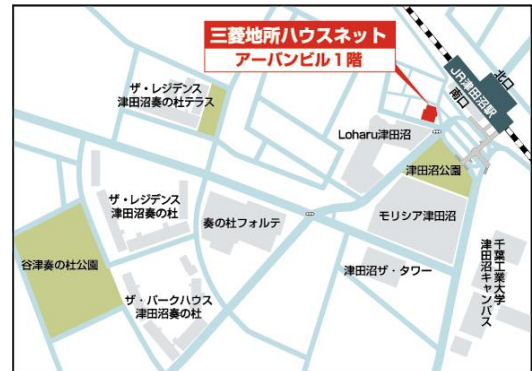 三菱地所ハウスネット
アーバンビル1階
北口
JR津田沼駅
南口
ザ・レジデンス
津田沼奏の杜テラス
Loharu津田沼
津田沼公園
ザ・レジデンス
津田沼奏の杜
奏の杜フォルテ
モリシア津田沼
谷津奏の杜公園
津田沼ザ・タワー
千葉工業大学
津田沼キャンパス
ザ・パークハウス
津田沼奏の杜